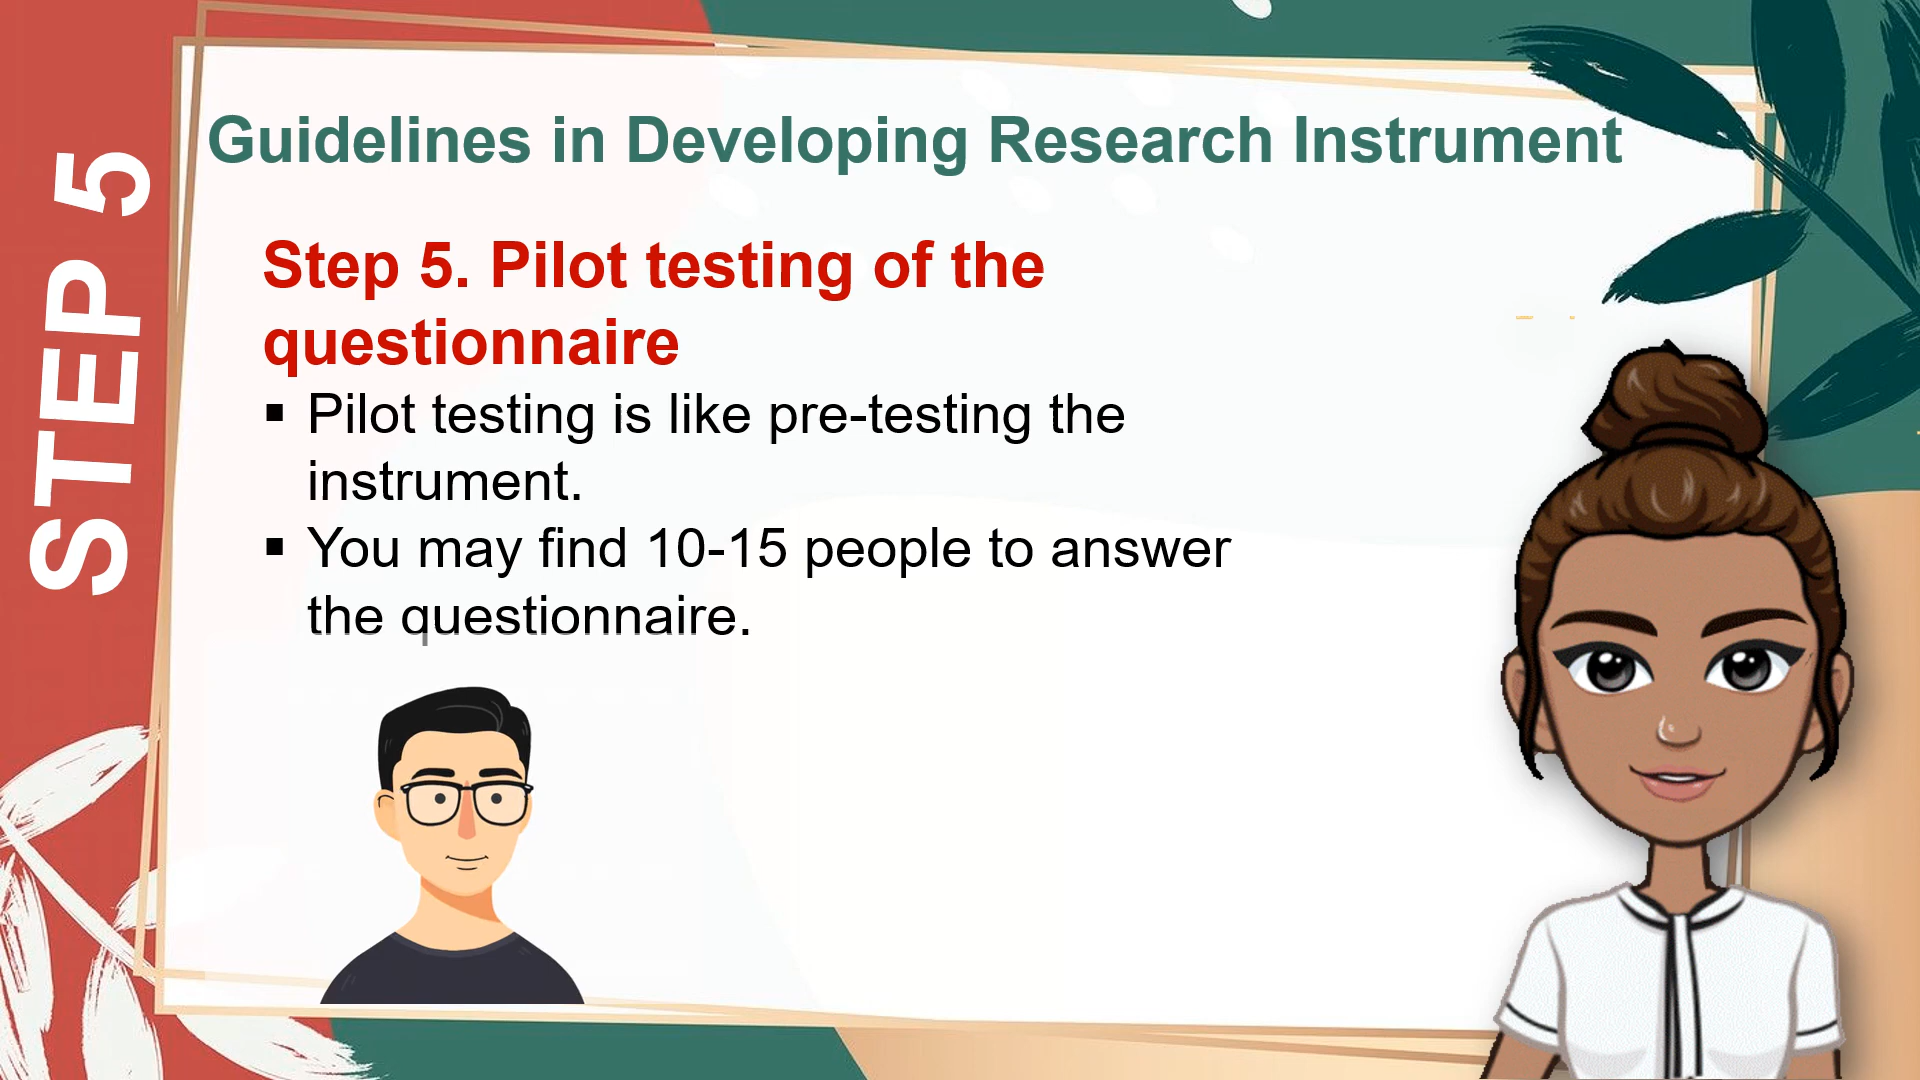 STEP 5
Guidelines in Developing Research Instrument
Step 5. Pilot testing of the
questionnaire
▪ Pilot testing is like pre-testing the
instrument.
▪ You may find 10-15 people to answer
the questionnaire.